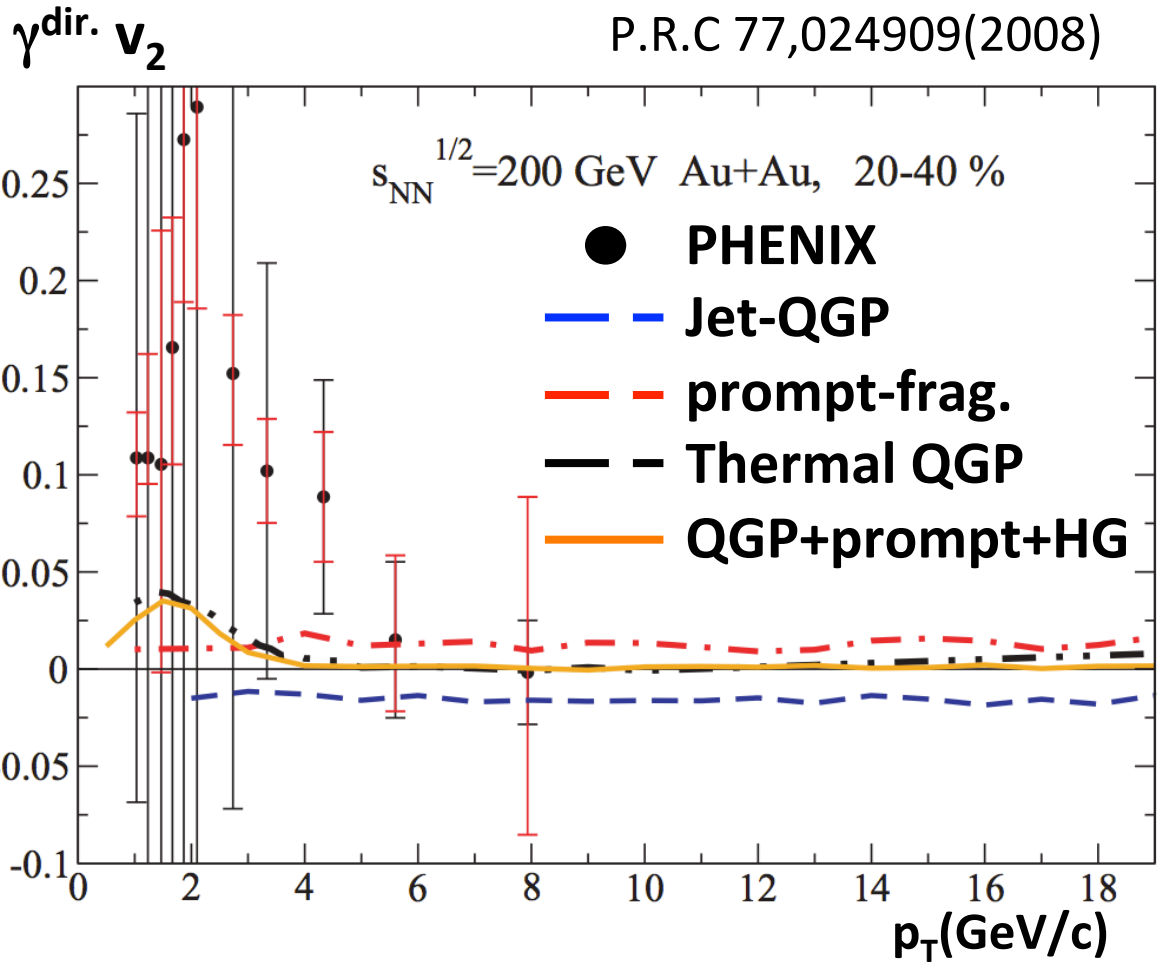 γdir. v2
P.R.C 77,024909(2008)
sNN1/2=200 GeV Au+Au, 20-40 %
PHENIX
Jet-QGP
prompt-frag.
Thermal QGP
QGP+prompt+HG
0.25
0.2
0.15
0.1
0.05
0
0.05
-0.1
0 2 4 6 8 10 12 14 16 18
pT(GeV/c)